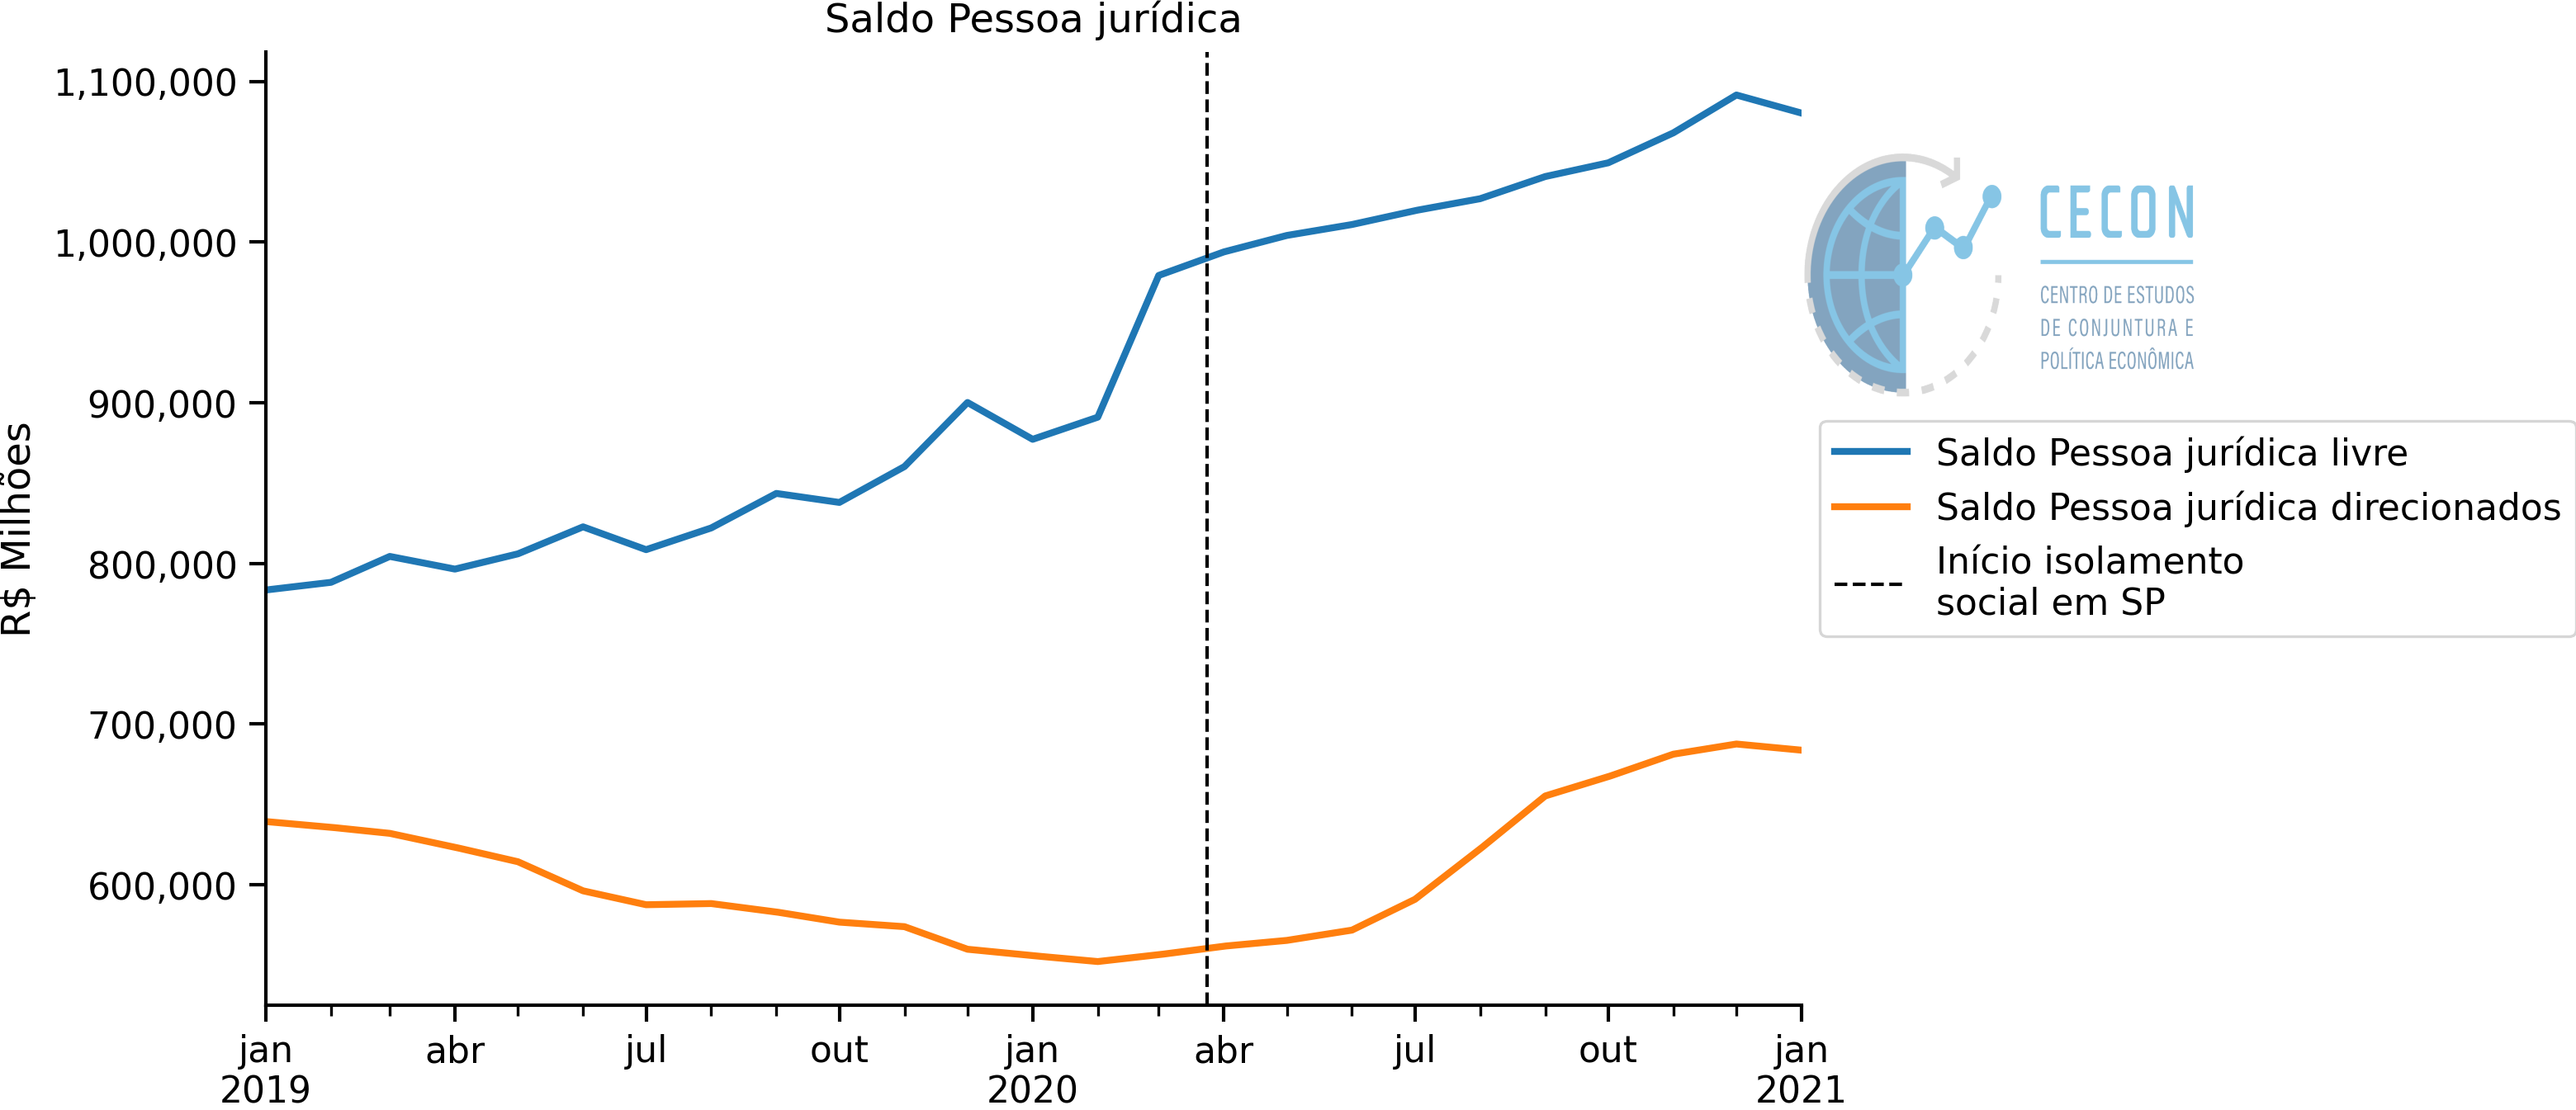 Saldo Pessoa jurídica
1,100,000
1,000,000
900,000
800,000
700,000
600,000
R$ Milhões
jan
2019
abr
jul
out
jan
2020
abr
jul
out
jan
2021
CECON
CENTRO DE ESTUDOS
DE CONJUNTURA E
POLÍTICA ECONÔMICA
Saldo Pessoa jurídica livre
Saldo Pessoa jurídica direcionados
Início isolamento
social em SP